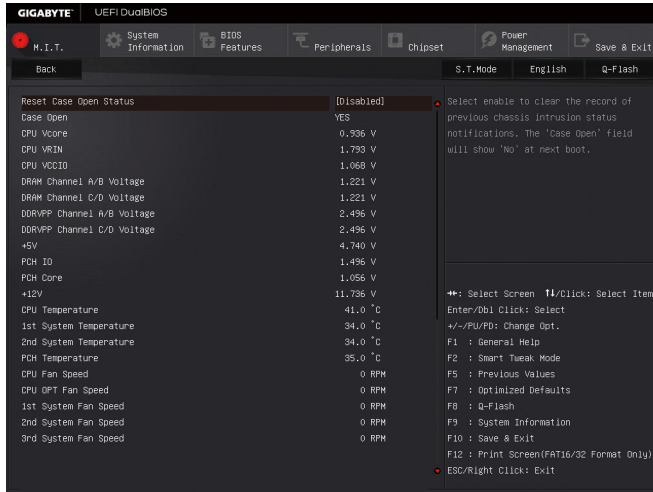 GIGABYTE™ UEFI DualBIOS
M.I.T. System Information BIOS Features Peripherals Chipset Power Management Save & Exit
Back S.T.Mode English Q-Flash
Reset Case Open Status [Disabled]
Case Open YES
CPU Vcore 0.936 V
CPU VRIN 1.793 V
CPU VCCIO 1.068 V
DRAM Channel A/B Voltage 1.221 V
DRAM Channel C/D Voltage 1.221 V
DDRVPP Channel A/B Voltage 2.496 V
DDRVPP Channel C/D Voltage 2.496 V
+5V 4.740 V
PCH IO 1.496 V
PCH Core 1.056 V
+12V 11.736 V
CPU Temperature 41.0 °C
1st System Temperature 34.0 °C
2nd System Temperature 34.0 °C
PCH Temperature 35.0 °C
CPU Fan Speed 0 RPM
CPU OPT Fan Speed 0 RPM
1st System Fan Speed 0 RPM
2nd System Fan Speed 0 RPM
3rd System Fan Speed 0 RPM
Select enable to clear the record of
previous chassis intrusion status
notifications. The 'Case Open' field
will show 'No' at next boot.
→←: Select Screen ↑↓/Click: Select Item
Enter/Dbl Click: Select
+/-/PU/PD: Change Opt.
F1 : General Help
F2 : Smart Tweak Mode
F5 : Previous Values
F7 : Optimized Defaults
F8 : Q-Flash
F9 : System Information
F10 : Save & Exit
F12 : Print Screen(FAT16/32 Format Only)
ESC/Right Click: Exit